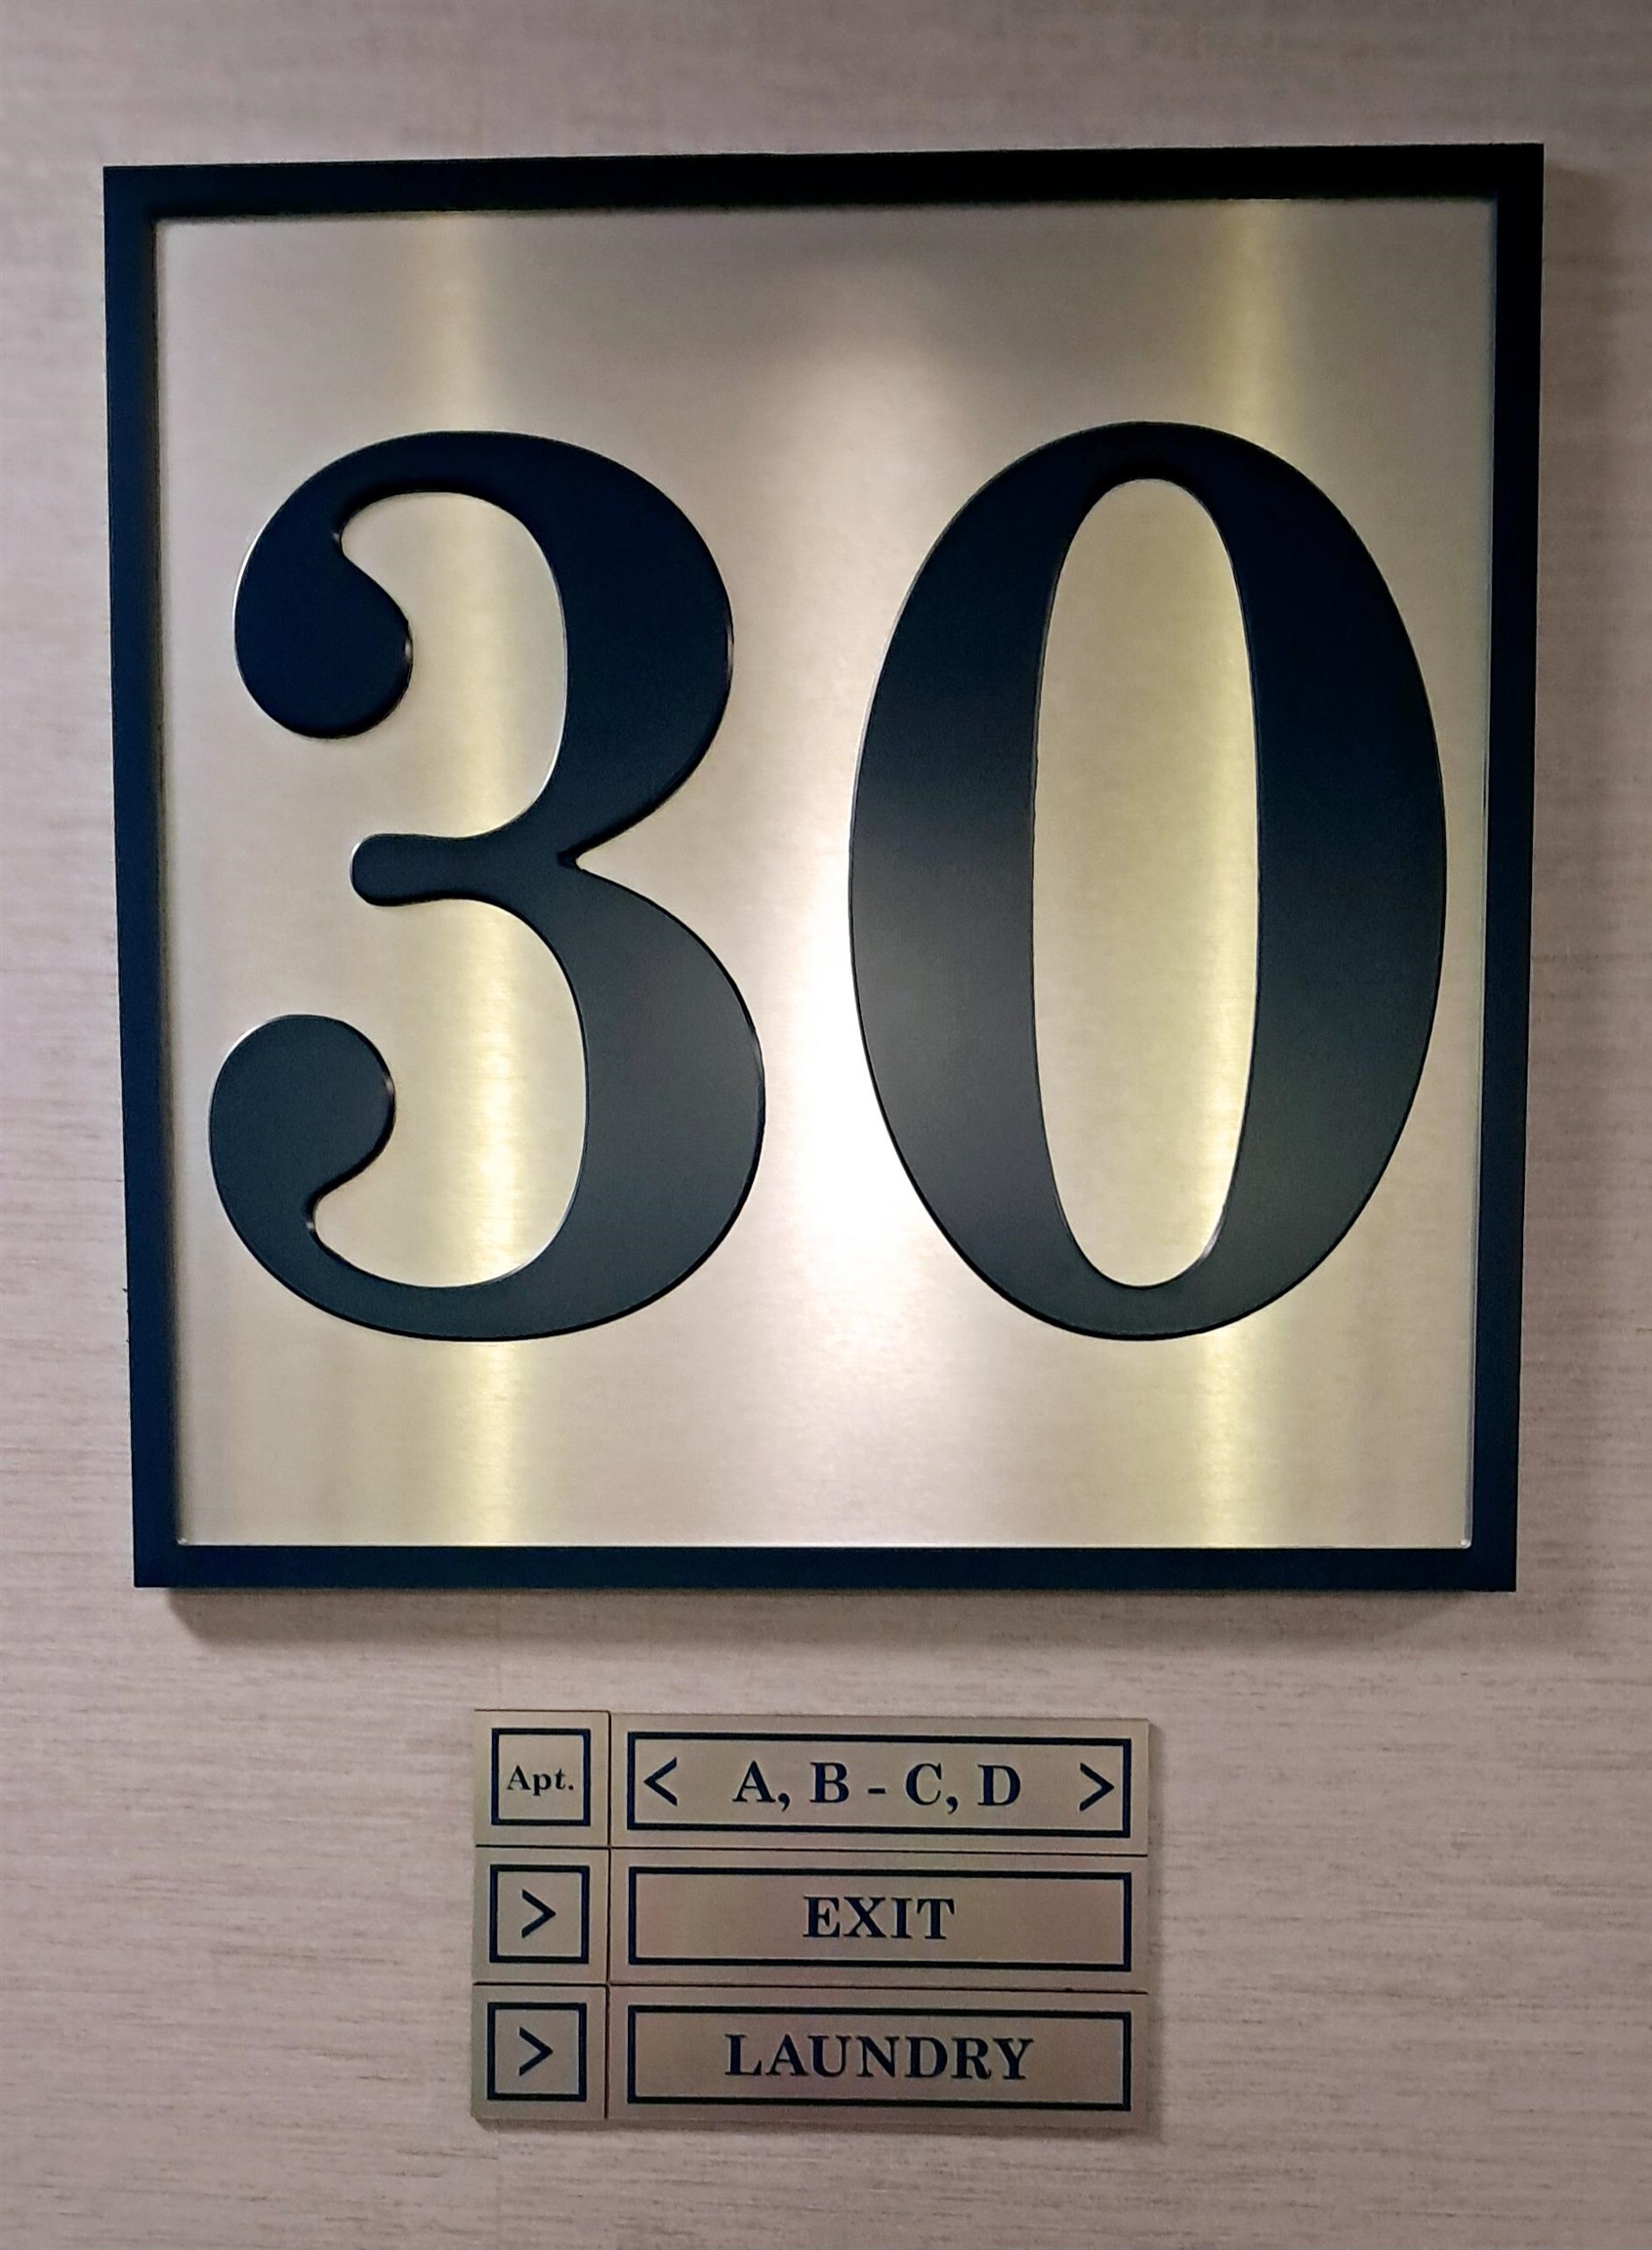 30
Apt. < A, B - C, D >
> EXIT
> LAUNDRY